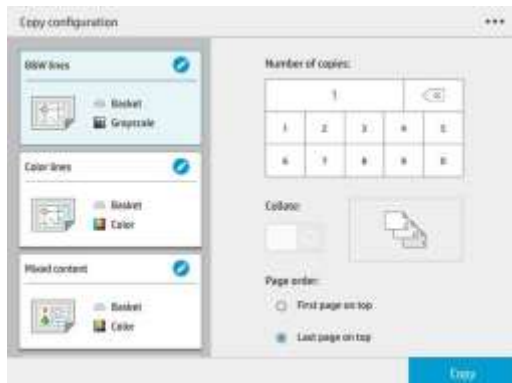 Copy configuration
B&W lines
Basket
Grayscale
Color lines
Basket
Color
Mixed content
Basket
Color
Number of copies:
1
1 2 3 4 5
6 7 8 9 0
Collate:
Page order:
First page on top
Last page on top
Copy